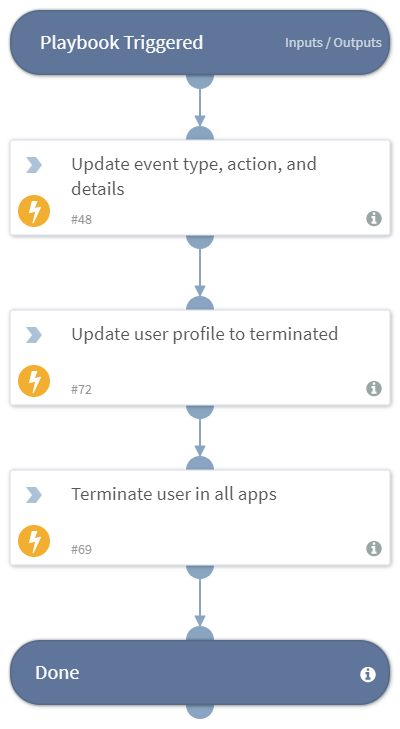 Playbook Triggered
Inputs / Outputs
Update event type, action, and
details
#48
Update user profile to terminated
#72
Terminate user in all apps
#69
Done